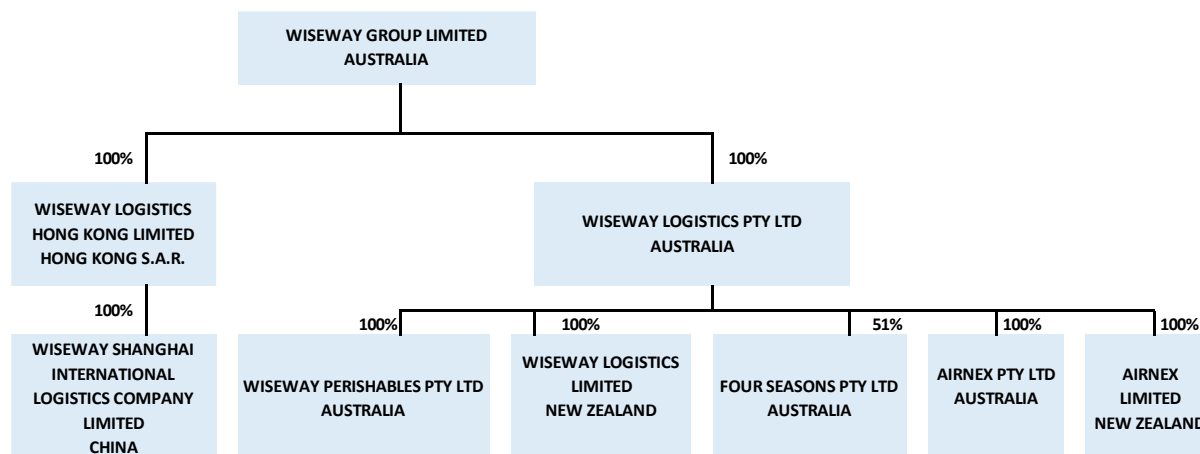 WISEWAY GROUP LIMITED
AUSTRALIA
100%
100%
WISEWAY LOGISTICS
HONG KONG LIMITED
HONG KONG S.A.R.
WISEWAY LOGISTICS PTY LTD
AUSTRALIA
100%
100%
100%
51%
100%
100%
WISEWAY SHANGHAI
INTERNATIONAL
LOGISTICS COMPANY
LIMITED
CHINA
WISEWAY PERISHABLES PTY LTD
AUSTRALIA
WISEWAY LOGISTICS
LIMITED
NEW ZEALAND
FOUR SEASONS PTY LTD
AUSTRALIA
AIRNEX PTY LTD
AUSTRALIA
AIRNEX
LIMITED
NEW ZEALAND